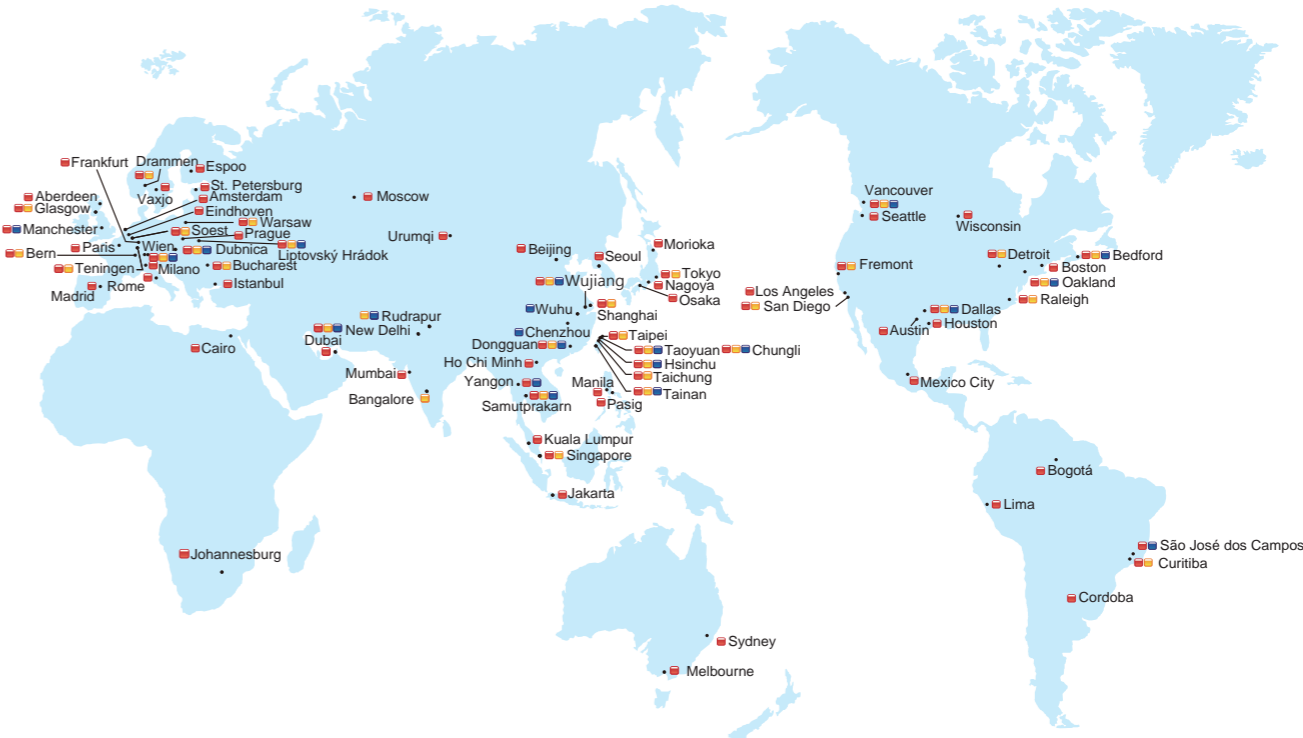 Frankfurt
Drammen
Espoo
Aberdeen
Vaxjo
St. Petersburg
Amsterdam
Glasgow
Eindhoven
Manchester
Warsaw
Soest
Prague
Paris
Wien
Dubnica
Liptovský Hrádok
Bern
Teningen
Milano
Bucharest
Madrid
Rome
Istanbul
Moscow
Urumqi
Beijing
Seoul
Morioka
Wujiang
Tokyo
Nagoya
Osaka
Wuhu
Shanghai
Rudrapur
New Delhi
Chenzhou
Dubai
Dongguan
Taipei
Cairo
Taoyuan
Chungli
Ho Chi Minh
Hsinchu
Mumbai
Taichung
Yangon
Manila
Tainan
Bangalore
Samutprakarn
Pasig
Kuala Lumpur
Singapore
Jakarta
Johannesburg
Sydney
Melbourne
Vancouver
Seattle
Wisconsin
Detroit
Bedford
Fremont
Boston
Oakland
Los Angeles
San Diego
Raleigh
Dallas
Austin
Houston
Mexico City
Bogotá
Lima
São José dos Campos
Curitiba
Cordoba